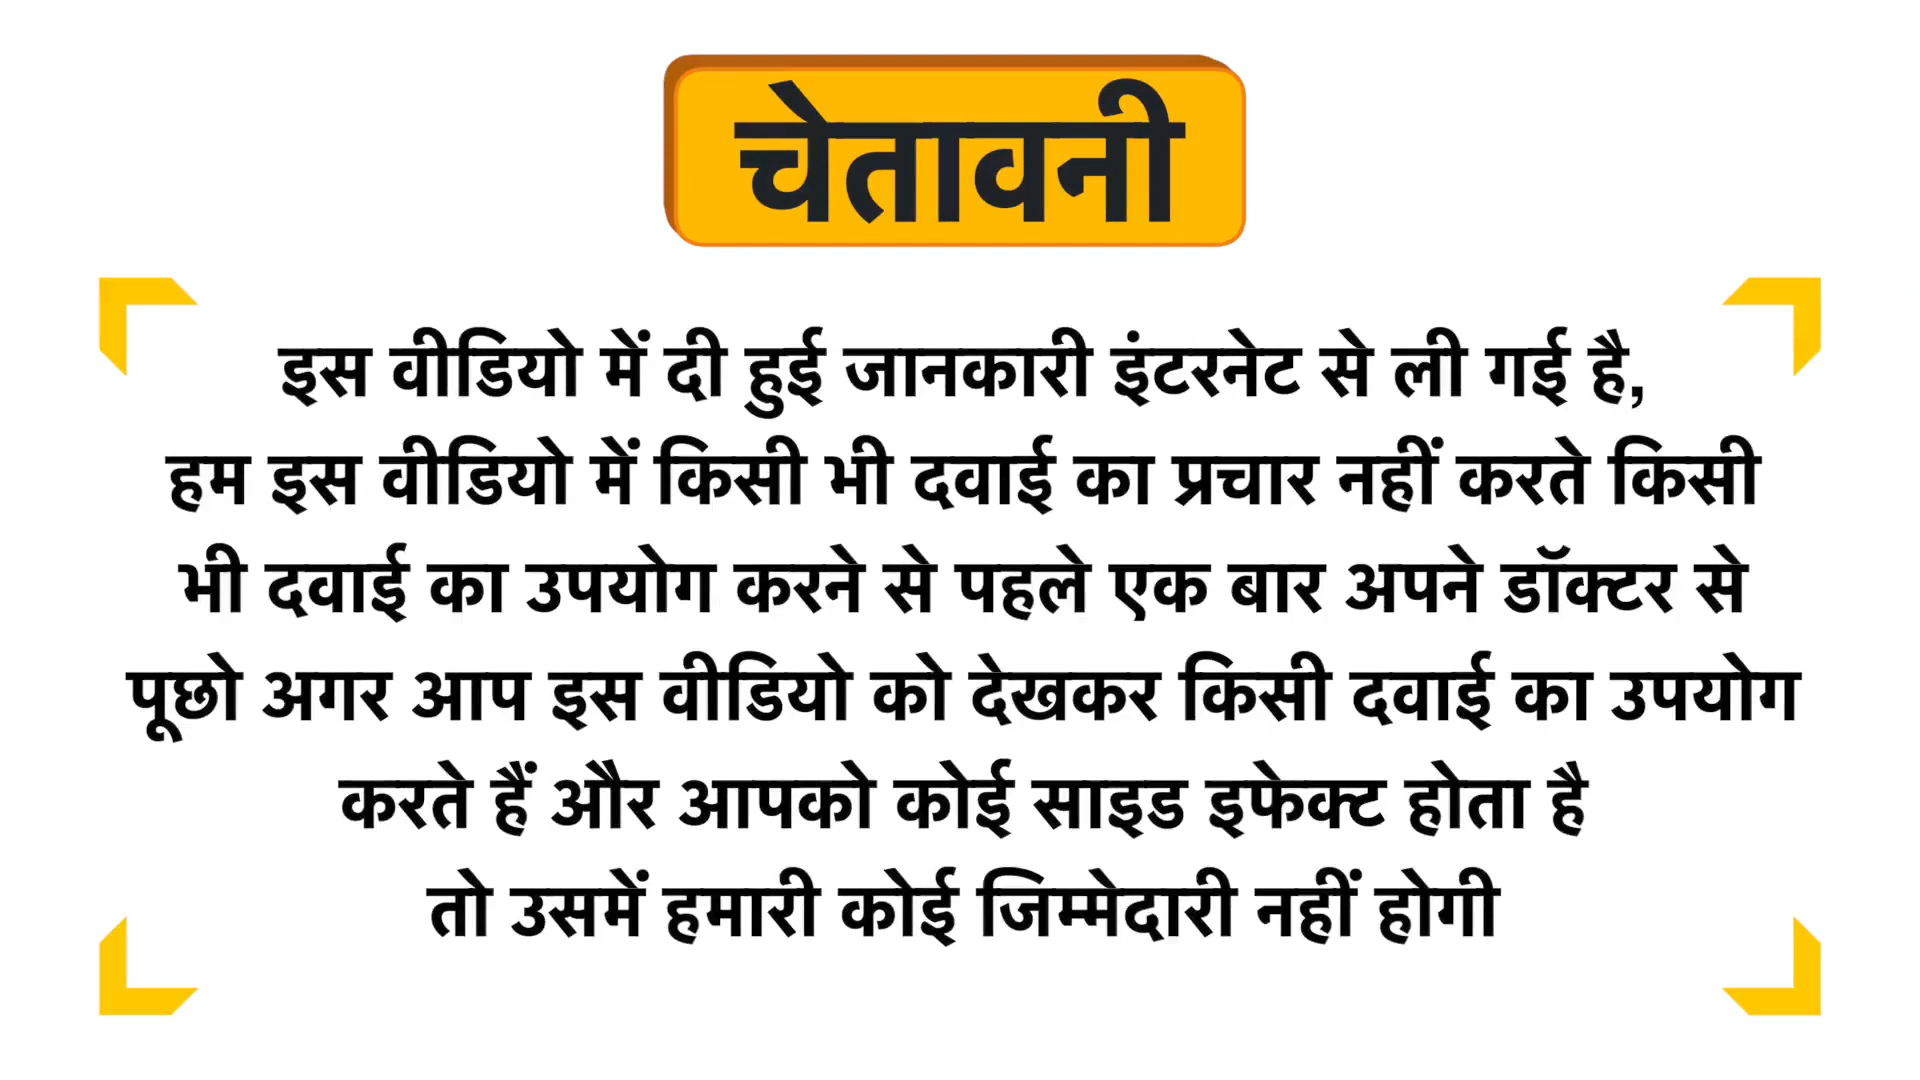 चेतावनी
इस वीडियो में दी हुई जानकारी इंटरनेट से ली गई है,
हम इस वीडियो में किसी भी दवाई का प्रचार नहीं करते किसी
भी दवाई का उपयोग करने से पहले एक बार अपने डॉक्टर से
पूछो अगर आप इस वीडियो को देखकर किसी दवाई का उपयोग
करते हैं और आपको कोई साइड इफेक्ट होता है
तो उसमें हमारी कोई जिम्मेदारी नहीं होगी